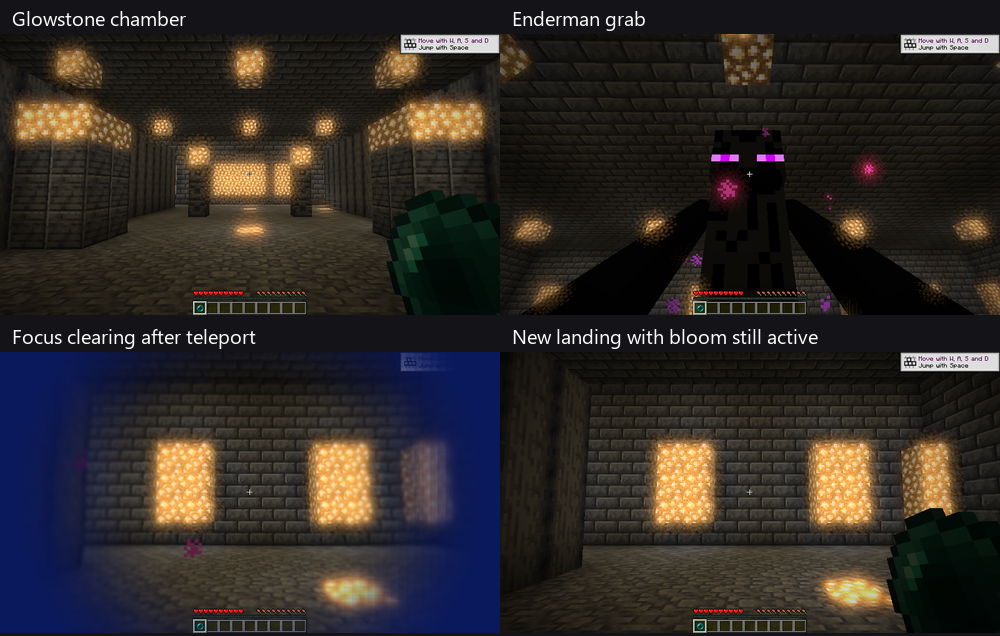 Glowstone chamber
Enderman grab
Move with W, A, S and D
Jump with Space
Move with W, A, S and D
Jump with Space
Focus clearing after teleport
New landing with bloom still active
Move with W, A, S and D
Jump with Space